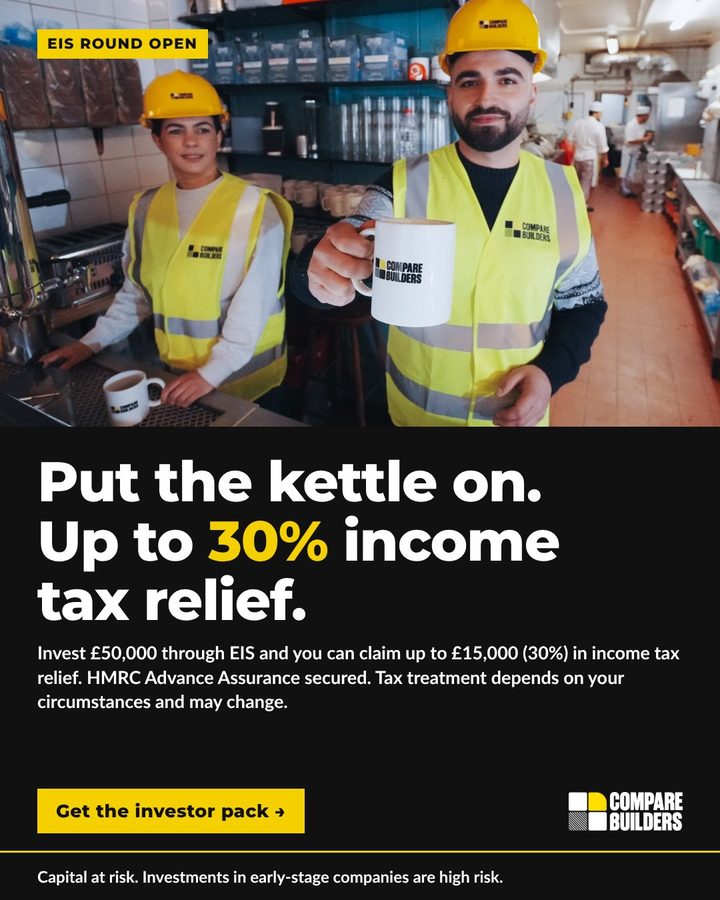 EIS ROUND OPEN
COMPARE
BUILDERS
COMPARE
BUILDERS
COMPARE
BUILDERS
COMPARE
BUILDERS
Put the kettle on.
Up to 30% income
tax relief.
Invest £50,000 through EIS and you can claim up to £15,000 (30%) in income tax
relief. HMRC Advance Assurance secured. Tax treatment depends on your
circumstances and may change.
Get the investor pack →
COMPARE
BUILDERS
Capital at risk. Investments in early-stage companies are high risk.